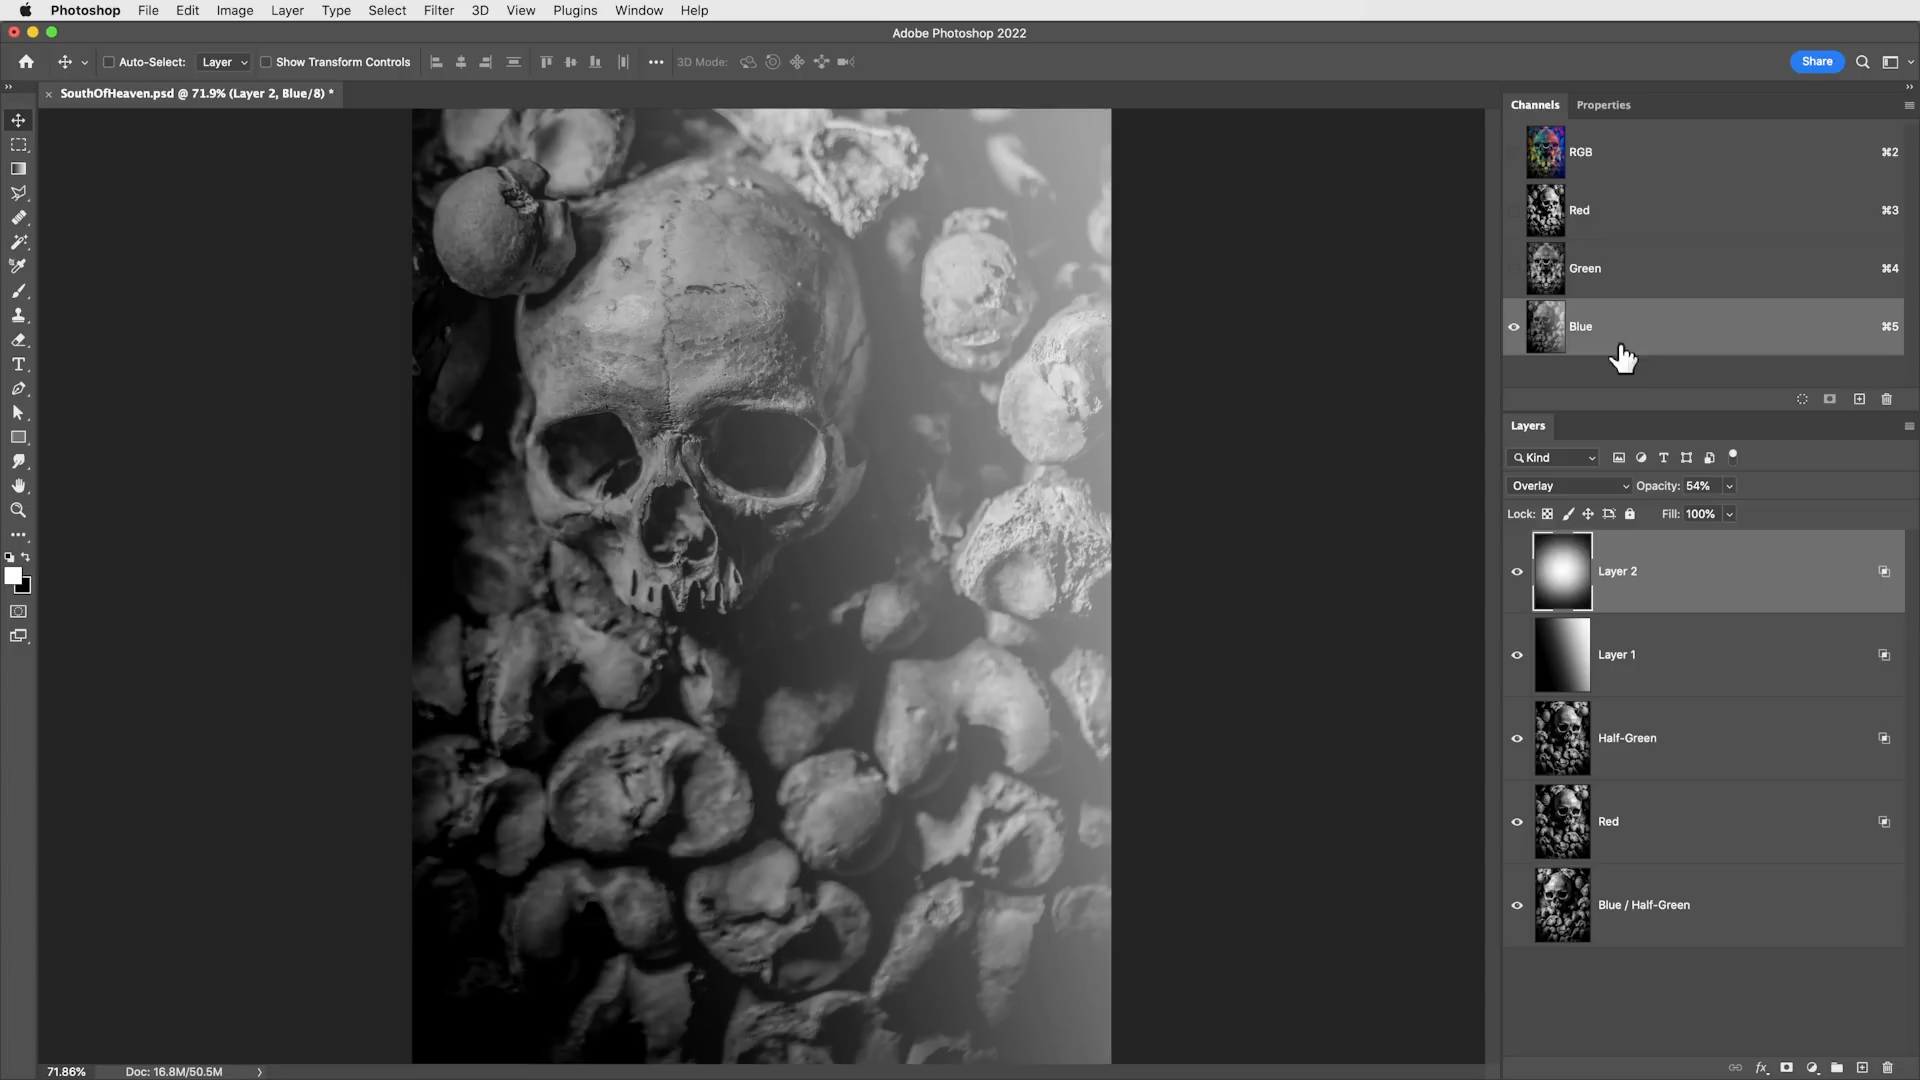 Photoshop File Edit Image Layer Type Select Filter 3D View Plugins Window Help
Adobe Photoshop 2022
Auto-Select: Layer Show Transform Controls 3D Mode: Share
SouthOfHeaven.psd @ 71.9% (Layer 2, Blue/8) *
Channels Properties
RGB ⌘2
Red ⌘3
Green ⌘4
Blue ⌘5
Layers
Kind
Overlay Opacity: 54%
Lock: Fill: 100%
Layer 2
Layer 1
Half-Green
Red
Blue / Half-Green
71.86% Doc: 16.8M/50.5M